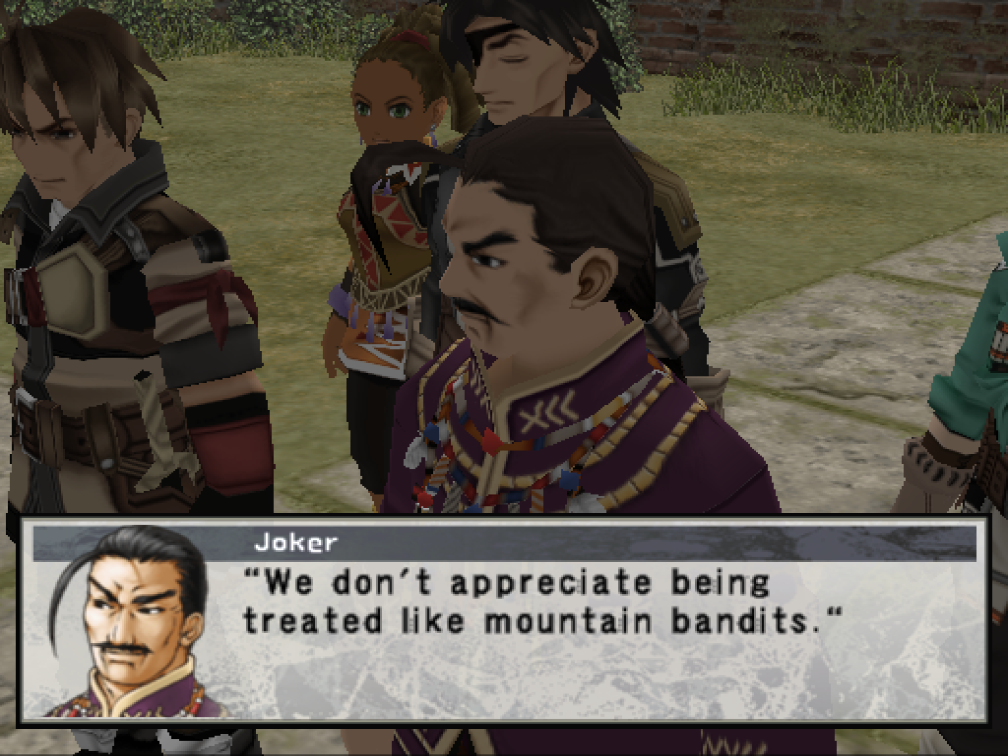 Joker
“We don't appreciate being
treated like mountain bandits.“